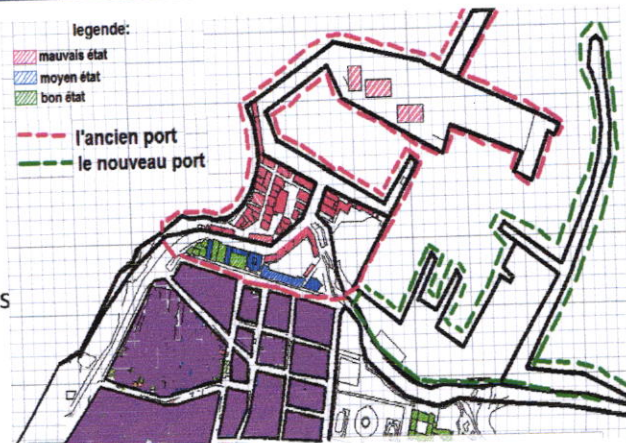 legende:
mauvais état
moyen état
bon état
l'ancien port
le nouveau port
s